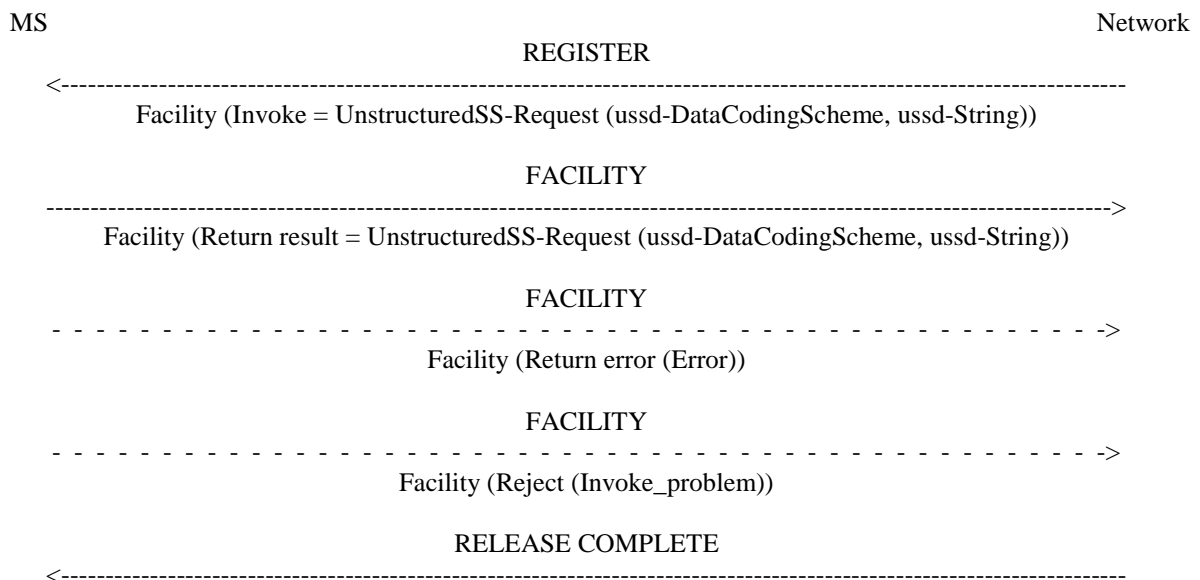 MS Network
REGISTER
<------------------------------------------------------------------------------------------------------------------------
Facility (Invoke = UnstructuredSS-Request (ussd-DataCodingScheme, ussd-String))
FACILITY
------------------------------------------------------------------------------------------------------------------------>
Facility (Return result = UnstructuredSS-Request (ussd-DataCodingScheme, ussd-String))
FACILITY
- - - - - - - - - - - - - - - - - - - - - - - - - - - - - - - - - - - - - - - - - - - - - - - - - - - - - - - - ->
Facility (Return error (Error))
FACILITY
- - - - - - - - - - - - - - - - - - - - - - - - - - - - - - - - - - - - - - - - - - - - - - - - - - - - - - - - ->
Facility (Reject (Invoke_problem))
RELEASE COMPLETE
<------------------------------------------------------------------------------------------------------------------------